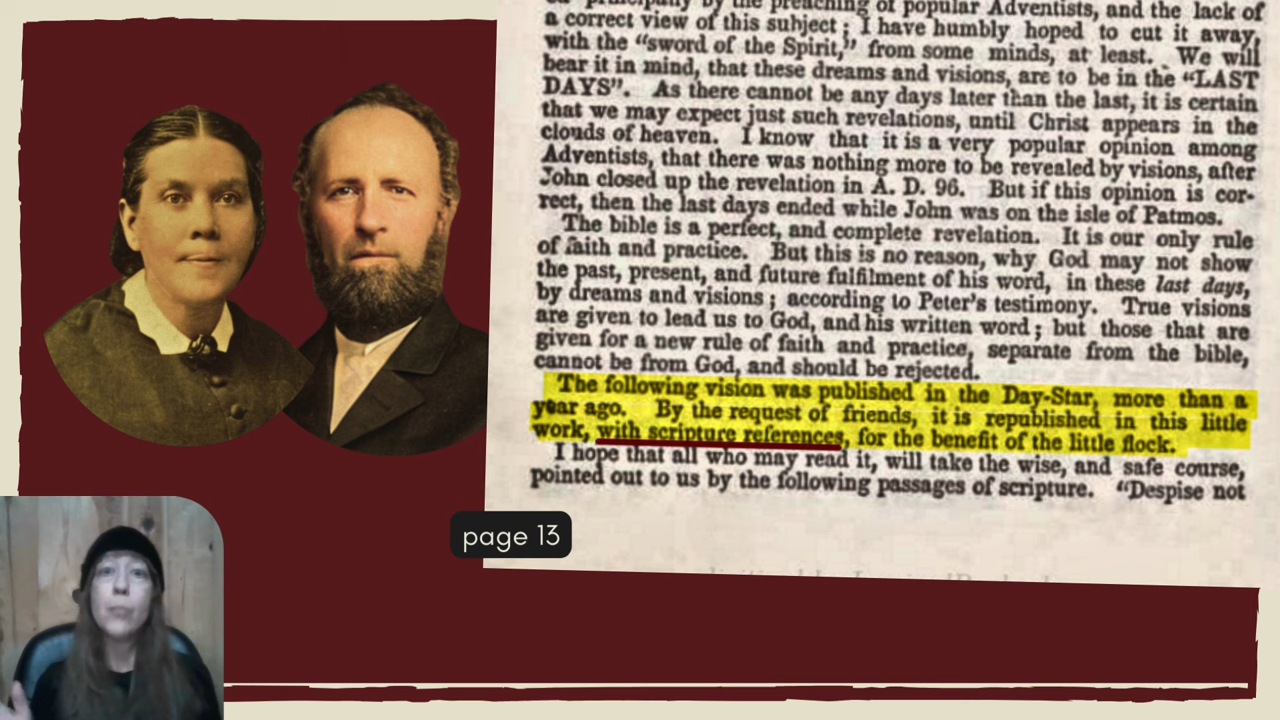 principally by the preaching of popular Adventists, and the lack of
a correct view of this subject ; I have humbly hoped to cut it away,
with the “sword of the Spirit,” from some minds, at least. We will
bear it in mind, that these dreams and visions, are to be in the “LAST
DAYS”. As there cannot be any days later than the last, it is certain
that we may expect just such revelations, until Christ appears in the
clouds of heaven. I know that it is a very popular opinion among
Adventists, that there was nothing more to be revealed by visions, after
John closed up the revelation in A. D. 96. But if this opinion is cor-
rect, then the last days ended while John was on the isle of Patmos.
The bible is a perfect, and complete revelation. It is our only rule
of faith and practice. But this is no reason, why God may not show
the past, present, and future fulfilment of his word, in these last days,
by dreams and visions ; according to Peter’s testimony. True visions
are given to lead us to God, and his written word ; but those that are
given for a new rule of faith and practice, separate from the bible,
cannot be from God, and should be rejected.
The following vision was published in the Day-Star, more than a
year ago. By the request of friends, it is republished in this little
work, with scripture references, for the benefit of the little flock.
I hope that all who may read it, will take the wise, and safe course,
pointed out to us by the following passages of scripture. “Despise not
page 13